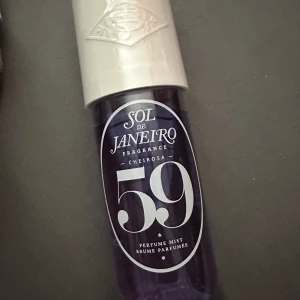 SOL
DE
JANEIRO
FRAGRANCE
CHEIROSA
59
PERFUME MIST
BRUME PARFUMÉE